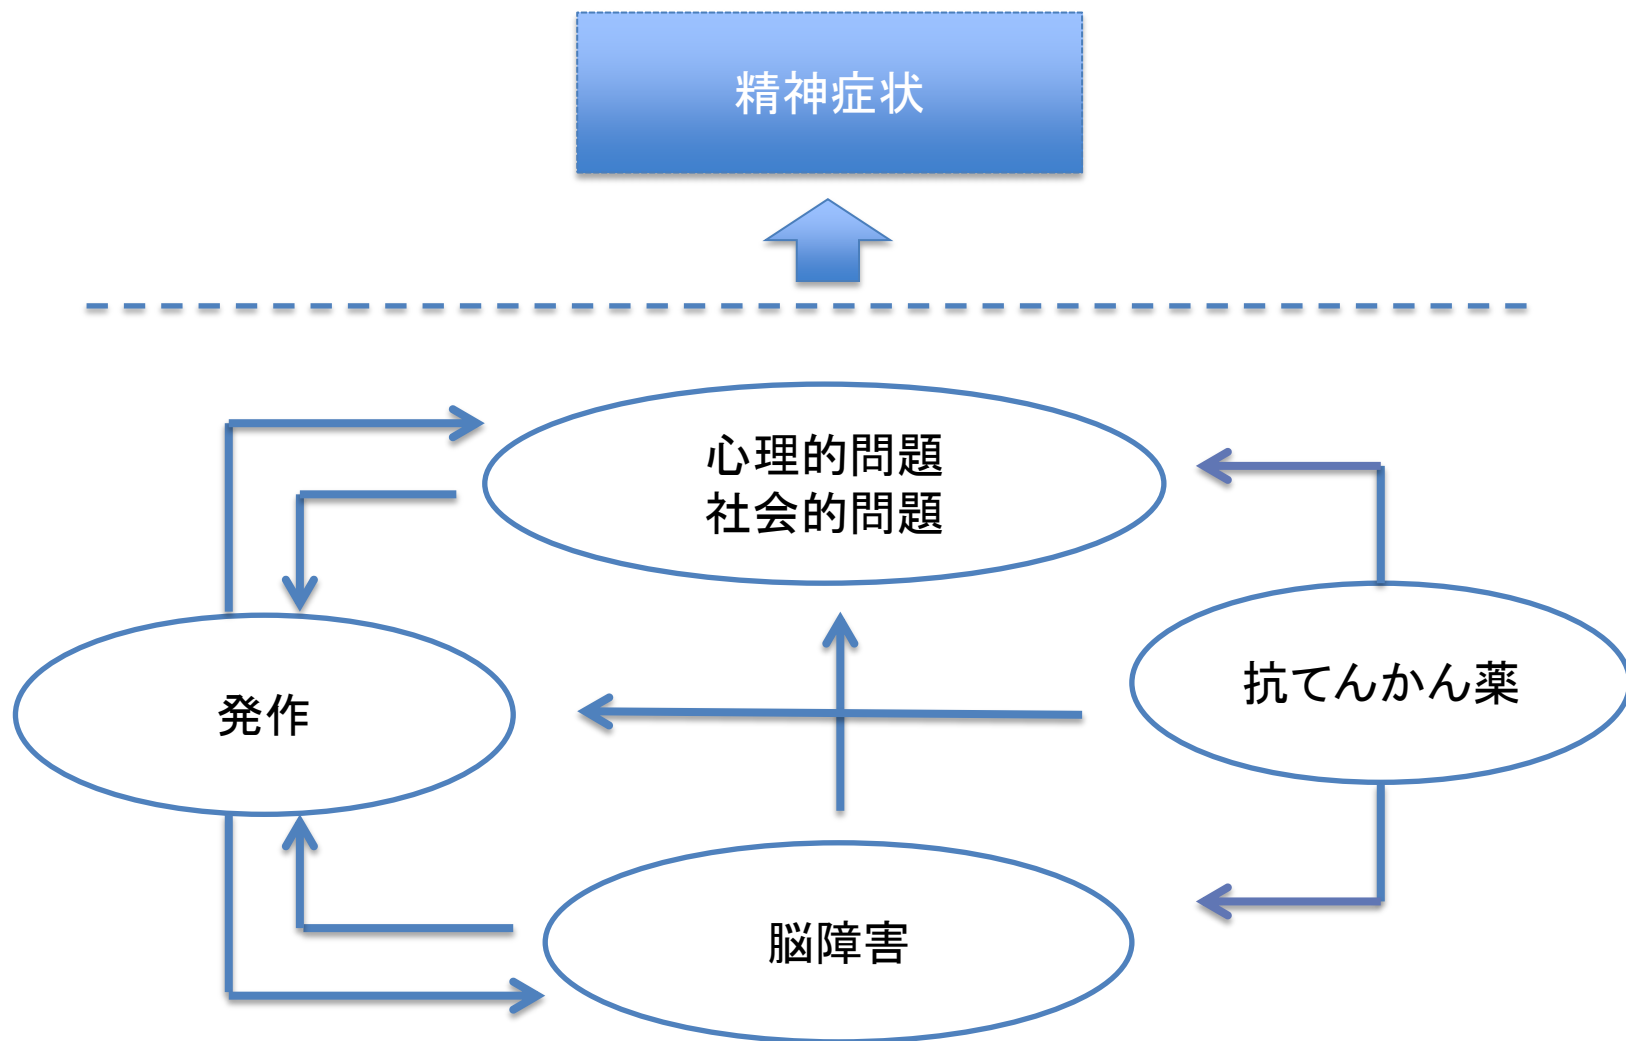 精神症状
心理的問題
社会的問題
発作
抗てんかん薬
脳障害